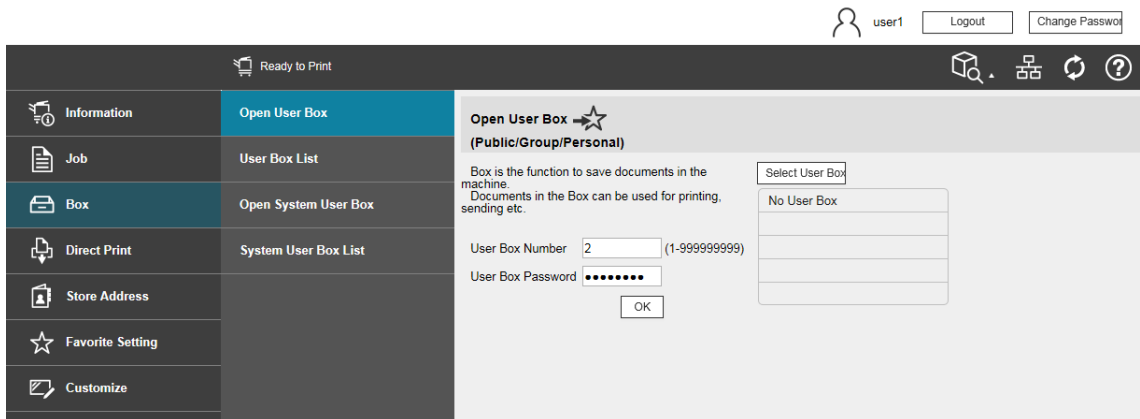 user1
Logout
Change Passwor
Ready to Print
Information
Job
Box
Direct Print
Store Address
Favorite Setting
Customize
Open User Box
User Box List
Open System User Box
System User Box List
Open User Box
(Public/Group/Personal)
Box is the function to save documents in the
machine.
Documents in the Box can be used for printing,
sending etc.
User Box Number 2 (1-999999999)
User Box Password ●●●●●●●●
OK
Select User Box
No User Box